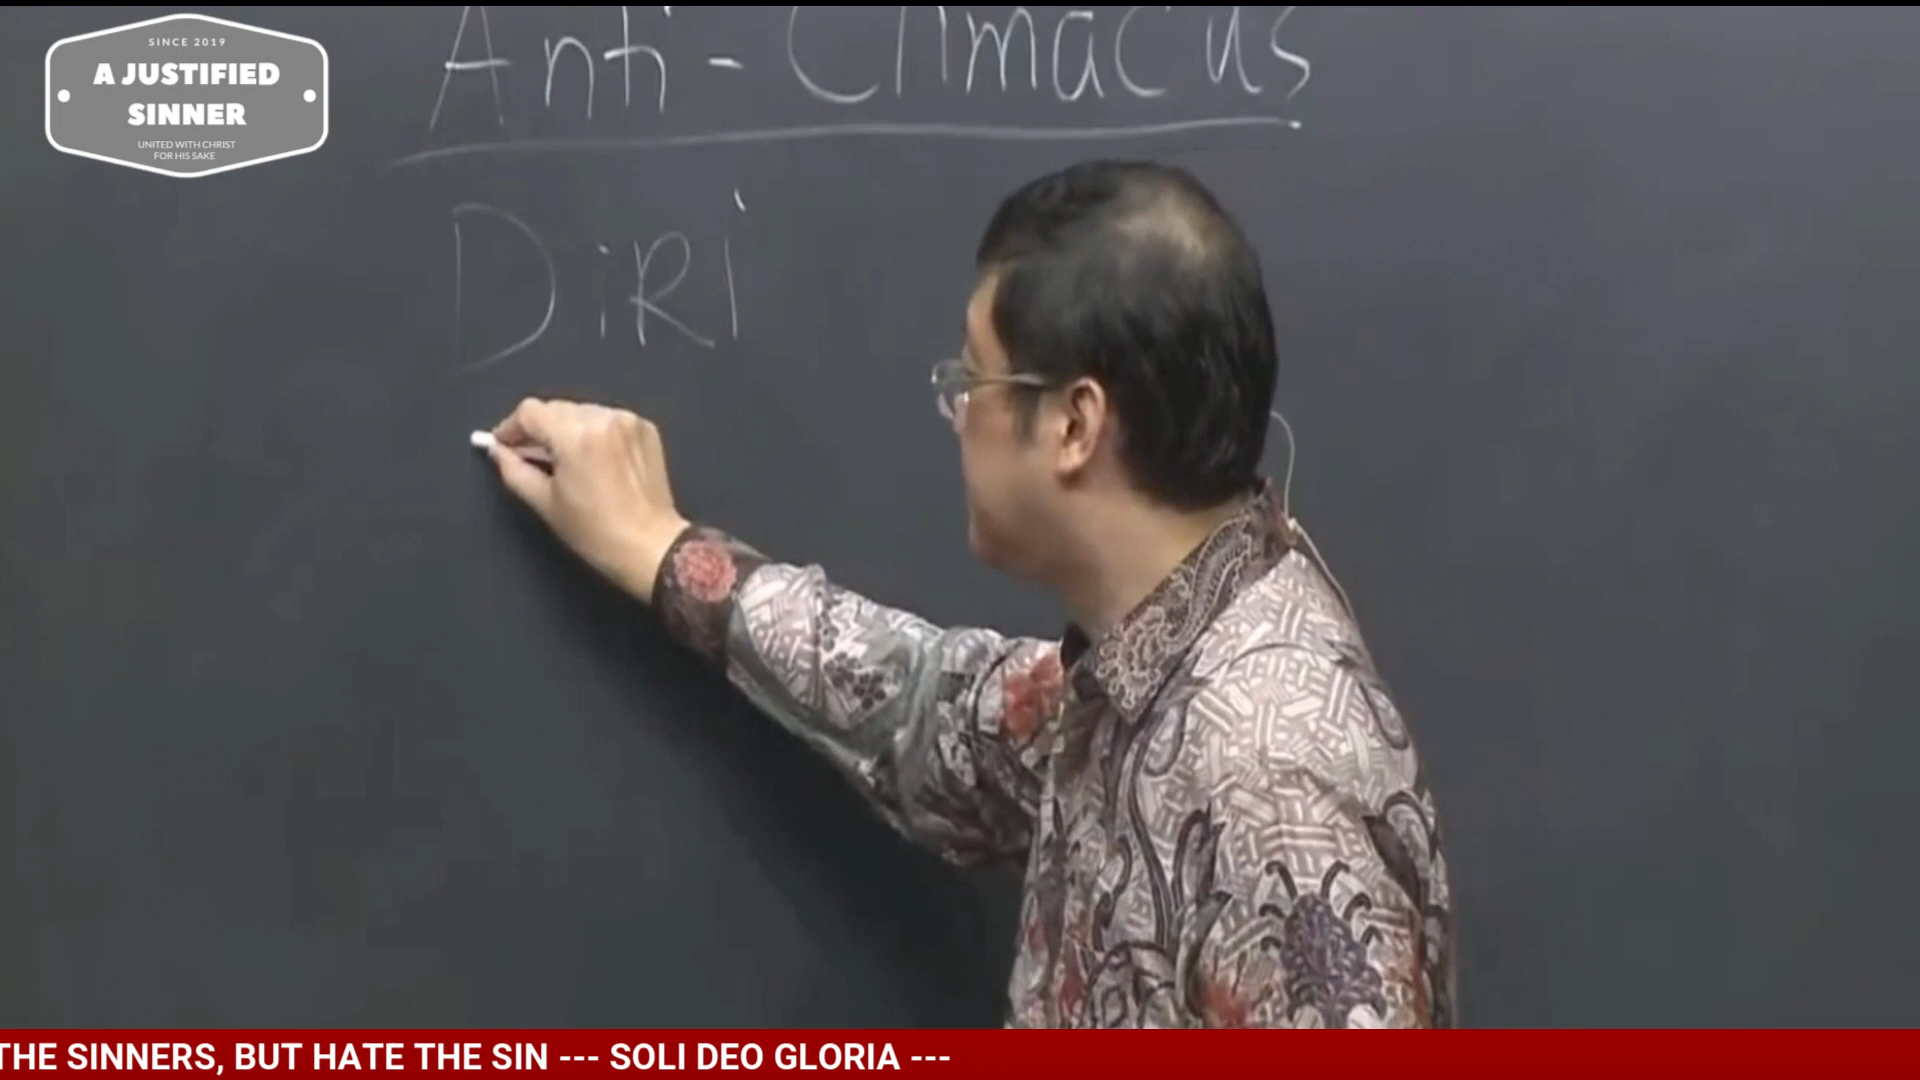 SINCE 2019
A JUSTIFIED
SINNER
UNITED WITH CHRIST
FOR HIS SAKE
Anti-Climacus
DiRi
THE SINNERS, BUT HATE THE SIN --- SOLI DEO GLORIA ---